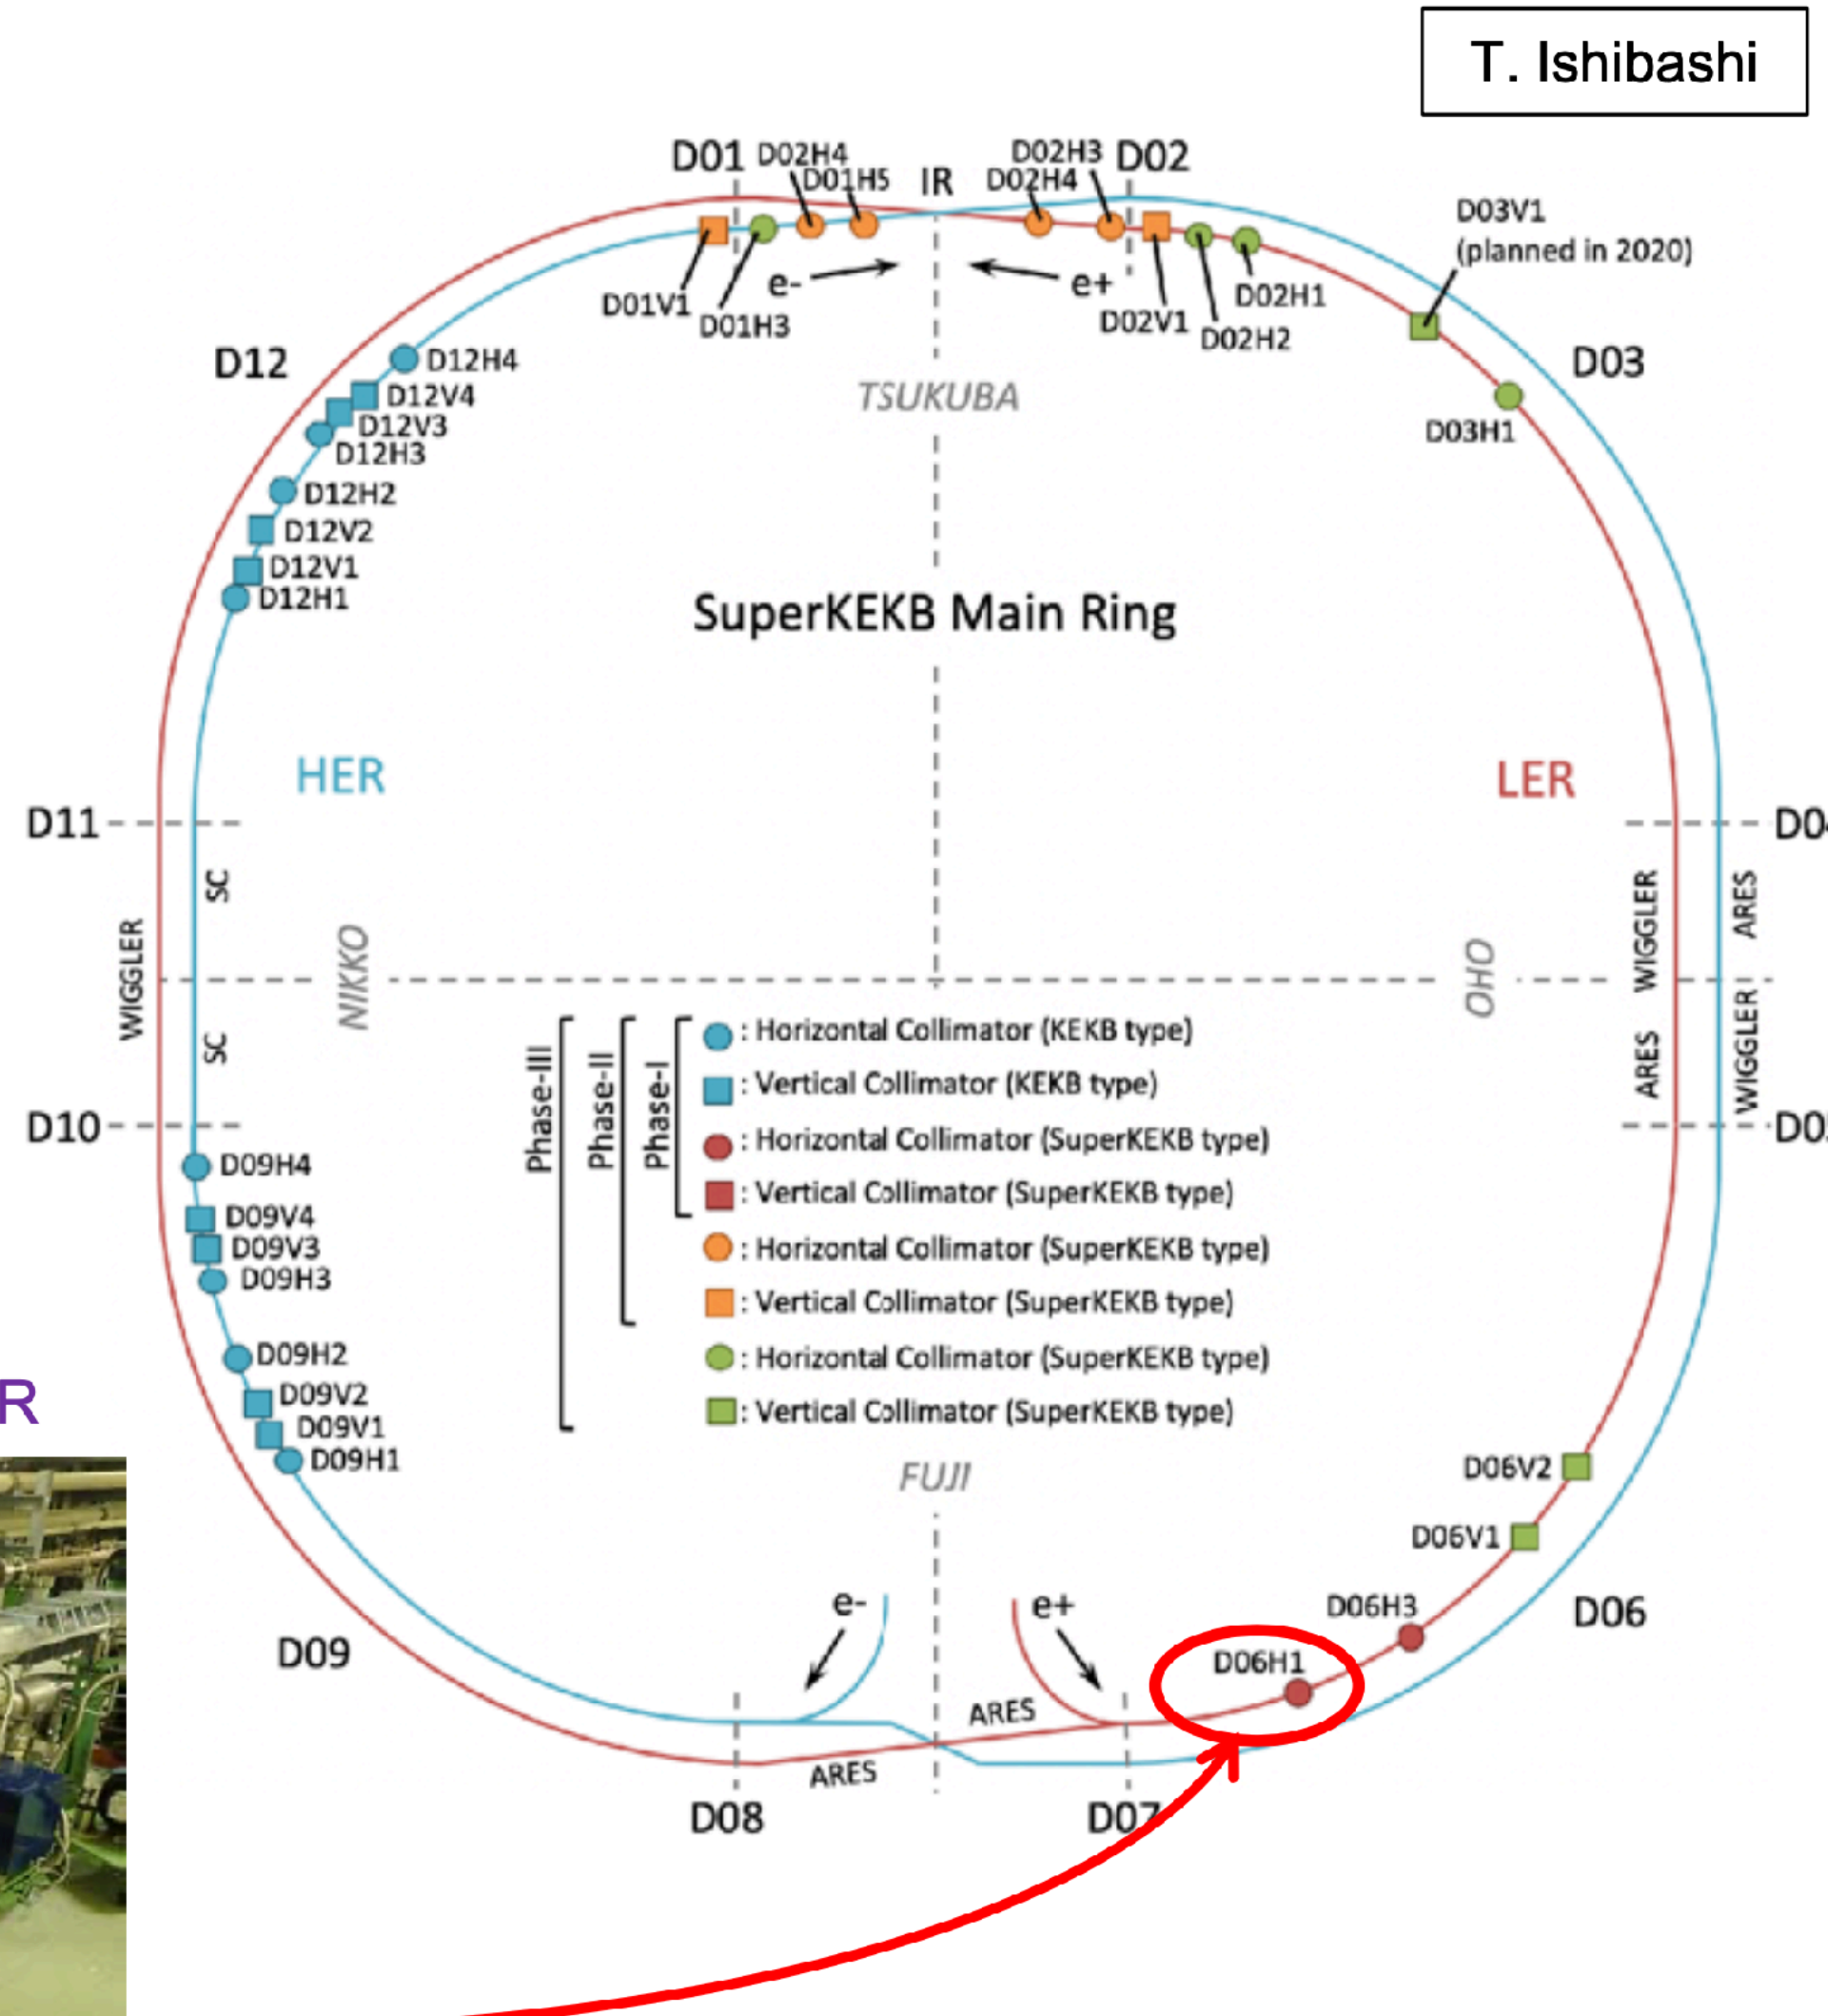 T. Ishibashi
D01
D02H4
D01H5
IR
D02H3
D02H4
D02
D03V1
(planned in 2020)
D01V1
D01H3
e-
e+
D02V1
D02H2
D02H1
D12
D12H4
D12V4
D12V3
D12H3
D12H2
D12V2
D12V1
D12H1
TSUKUBA
D03
D03H1
SuperKEKB Main Ring
HER
LER
D11
SC
WIGGLER
NIKKO
SC
D10
OHO
WIGGLER
ARES
ARES
WIGGLER
Phase-III
Phase-II
Phase-I
: Horizontal Collimator (KEKB type)
: Vertical Collimator (KEKB type)
: Horizontal Collimator (SuperKEKB type)
: Vertical Collimator (SuperKEKB type)
: Horizontal Collimator (SuperKEKB type)
: Vertical Collimator (SuperKEKB type)
: Horizontal Collimator (SuperKEKB type)
: Vertical Collimator (SuperKEKB type)
D09H4
D09V4
D09V3
D09H3
D09H2
D09V2
D09V1
D09H1
R
FUJI
D06V2
D06V1
D06H3
D06H1
D06
D09
e-
e+
ARES
ARES
D08
D07